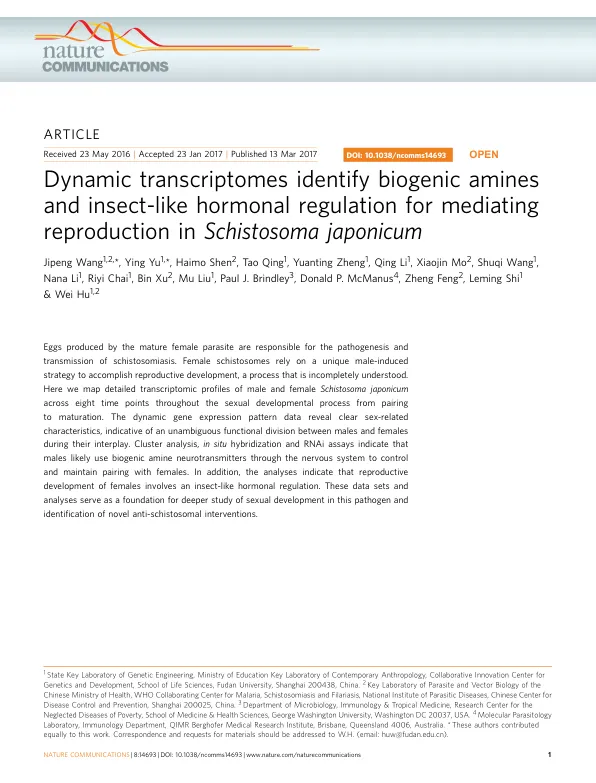 nature
COMMUNICATIONS
ARTICLE
Received 23 May 2016 | Accepted 23 Jan 2017 | Published 13 Mar 2017
DOI: 10.1038/ncomms14693
OPEN
Dynamic transcriptomes identify biogenic amines
and insect-like hormonal regulation for mediating
reproduction in Schistosoma japonicum
Jipeng Wang1,2,*, Ying Yu1,*, Haimo Shen2, Tao Qing1, Yuanting Zheng1, Qing Li1, Xiaojin Mo2, Shuqi Wang1,
Nana Li1, Riyi Chai1, Bin Xu2, Mu Liu1, Paul J. Brindley3, Donald P. McManus4, Zheng Feng2, Leming Shi1
& Wei Hu1,2
Eggs produced by the mature female parasite are responsible for the pathogenesis and
transmission of schistosomiasis. Female schistosomes rely on a unique male-induced
strategy to accomplish reproductive development, a process that is incompletely understood.
Here we map detailed transcriptomic profiles of male and female Schistosoma japonicum
across eight time points throughout the sexual developmental process from pairing
to maturation. The dynamic gene expression pattern data reveal clear sex-related
characteristics, indicative of an unambiguous functional division between males and females
during their interplay. Cluster analysis, in situ hybridization and RNAi assays indicate that
males likely use biogenic amine neurotransmitters through the nervous system to control
and maintain pairing with females. In addition, the analyses indicate that reproductive
development of females involves an insect-like hormonal regulation. These data sets and
analyses serve as a foundation for deeper study of sexual development in this pathogen and
identification of novel anti-schistosomal interventions.
1 State Key Laboratory of Genetic Engineering, Ministry of Education Key Laboratory of Contemporary Anthropology, Collaborative Innovation Center for
Genetics and Development, School of Life Sciences, Fudan University, Shanghai 200438, China. 2 Key Laboratory of Parasite and Vector Biology of the
Chinese Ministry of Health, WHO Collaborating Center for Malaria, Schistosomiasis and Filariasis, National Institute of Parasitic Diseases, Chinese Center for
Disease Control and Prevention, Shanghai 200025, China. 3 Department of Microbiology, Immunology & Tropical Medicine, Research Center for the
Neglected Diseases of Poverty, School of Medicine & Health Sciences, George Washington University, Washington DC 20037, USA. 4 Molecular Parasitology
Laboratory, Immunology Department, QIMR Berghofer Medical Research Institute, Brisbane, Queensland 4006, Australia. * These authors contributed
equally to this work. Correspondence and requests for materials should be addressed to W.H. (email: huw@fudan.edu.cn).
NATURE COMMUNICATIONS | 8:14693 | DOI: 10.1038/ncomms14693 | www.nature.com/naturecommunications
1